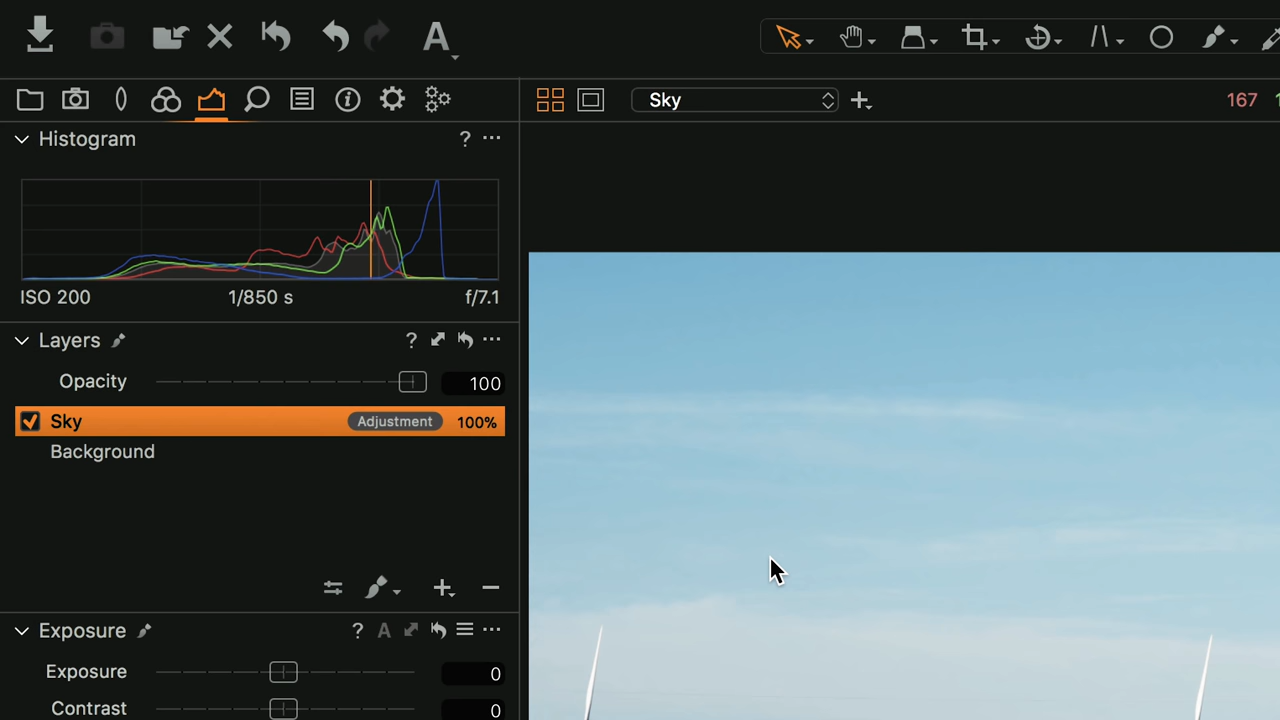 A
Sky
167
Histogram
?
ISO 200
1/850 s
f/7.1
Layers
?
Opacity
100
Sky
Adjustment
100%
Background
Exposure
? A
Exposure
0
Contrast
0